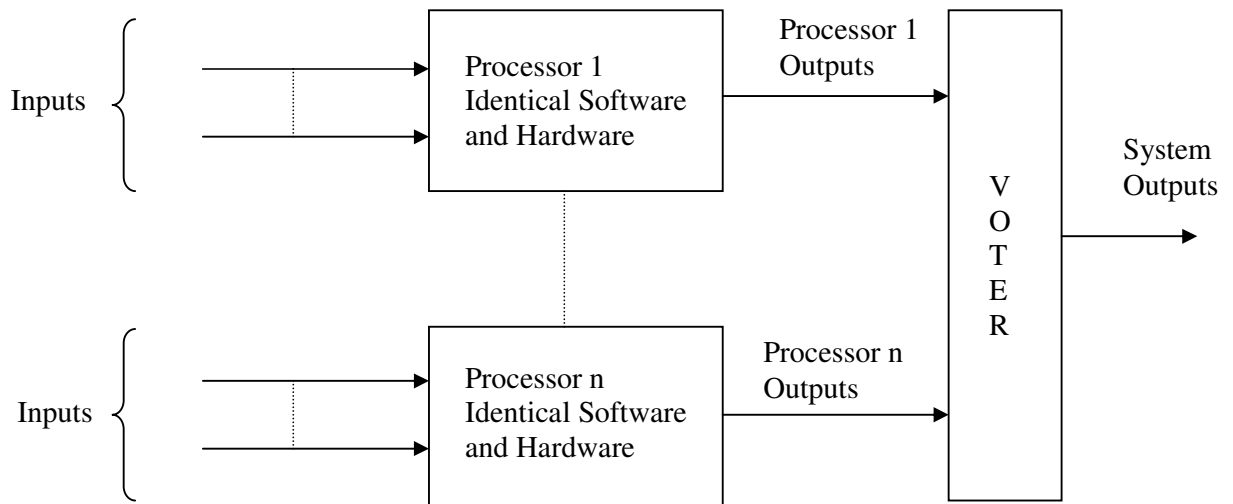 Inputs
Processor 1
Identical Software
and Hardware
Processor 1
Outputs
V
O
T
E
R
System
Outputs
Inputs
Processor n
Identical Software
and Hardware
Processor n
Outputs